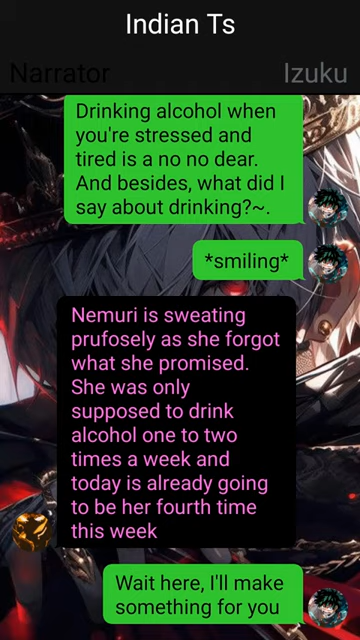 Indian Ts
Narrator
Izuku
Drinking alcohol when
you're stressed and
tired is a no no dear.
And besides, what did I
say about drinking?~.
*smiling*
Nemuri is sweating
prufosely as she forgot
what she promised.
She was only
supposed to drink
alcohol one to two
times a week and
today is already going
to be her fourth time
this week
Wait here, I'll make
something for you